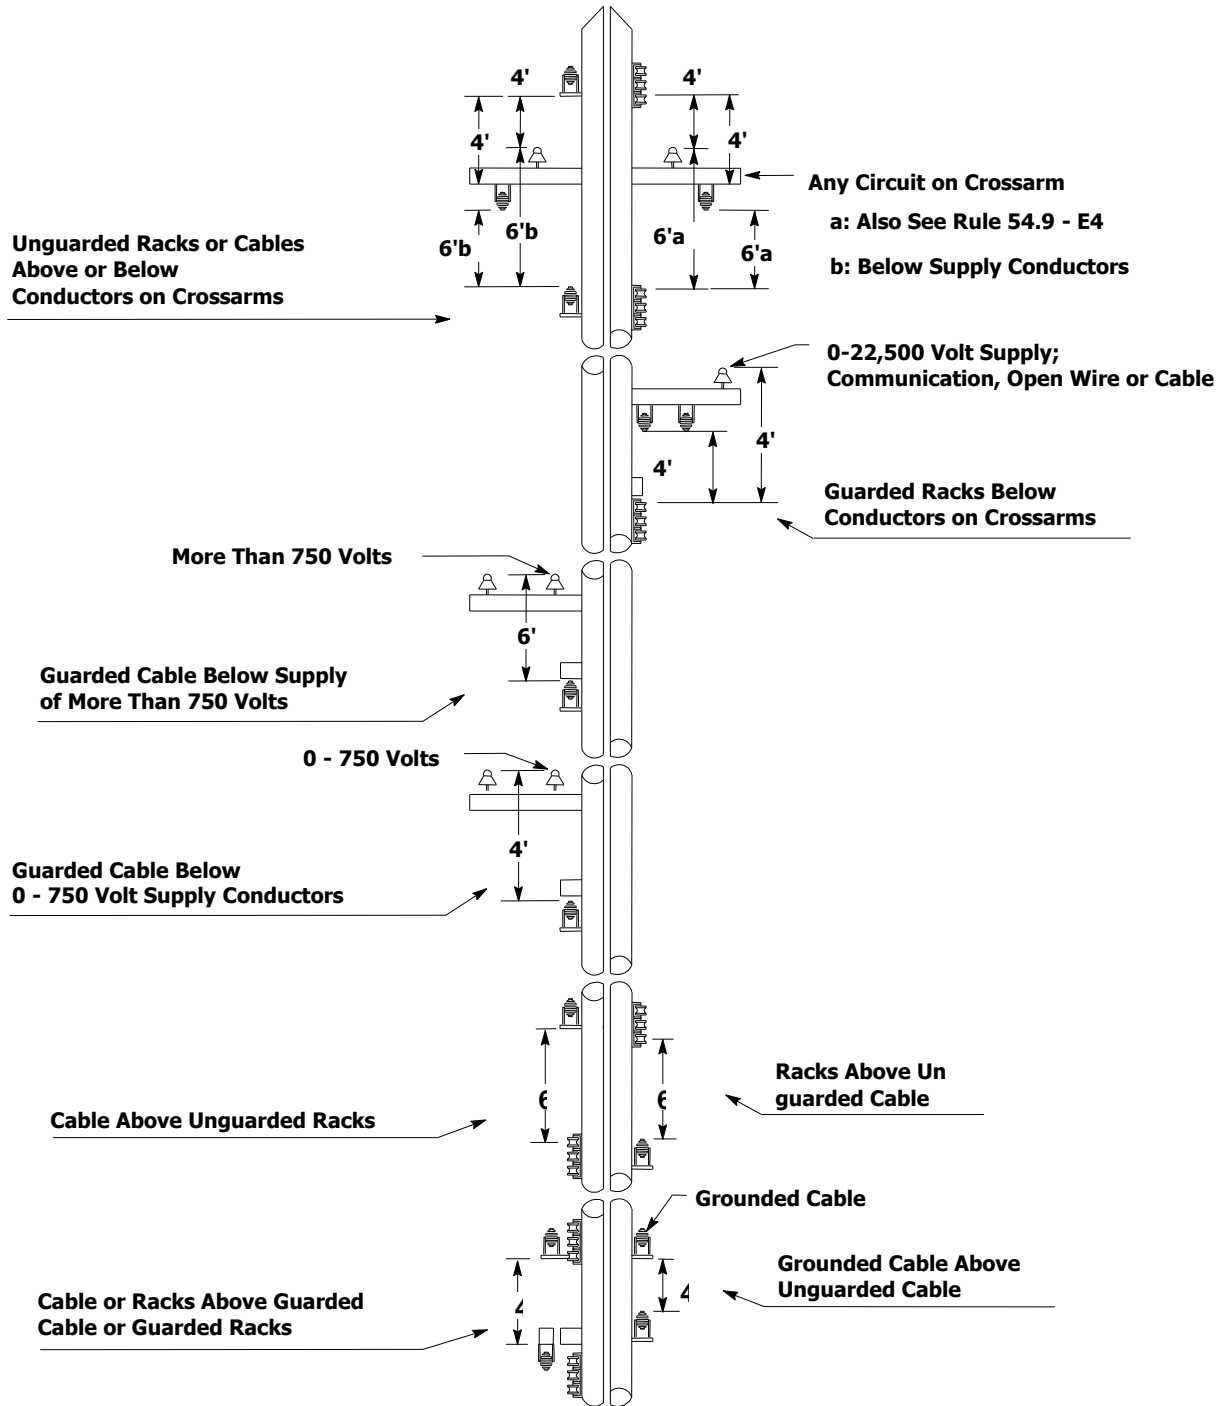 4'
4'
4'
4'
Any Circuit on Crossarm
a: Also See Rule 54.9 - E4
b: Below Supply Conductors
6'b
6'b
6'a
6'a
Unguarded Racks or Cables
Above or Below
Conductors on Crossarms
0-22,500 Volt Supply;
Communication, Open Wire or Cable
4'
4'
Guarded Racks Below
Conductors on Crossarms
More Than 750 Volts
6'
Guarded Cable Below Supply
of More Than 750 Volts
0 - 750 Volts
4'
Guarded Cable Below
0 - 750 Volt Supply Conductors
6
6
Racks Above Un
guarded Cable
Cable Above Unguarded Racks
Grounded Cable
Grounded Cable Above
Unguarded Cable
4
4
Cable or Racks Above Guarded
Cable or Guarded Racks